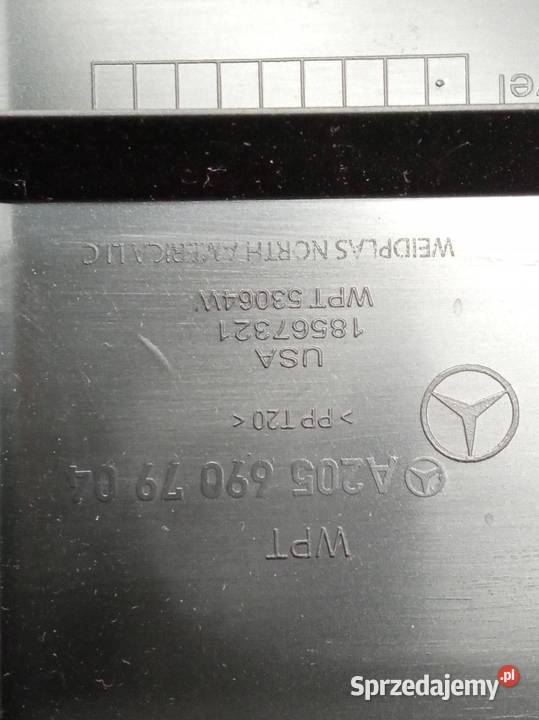 WPT
A205 690 79 04
> PP T20 <
USA
18567321
WPT 53064W
WEIDPLAS NORTH AMERICA LLC
Sprzedajemy.pl